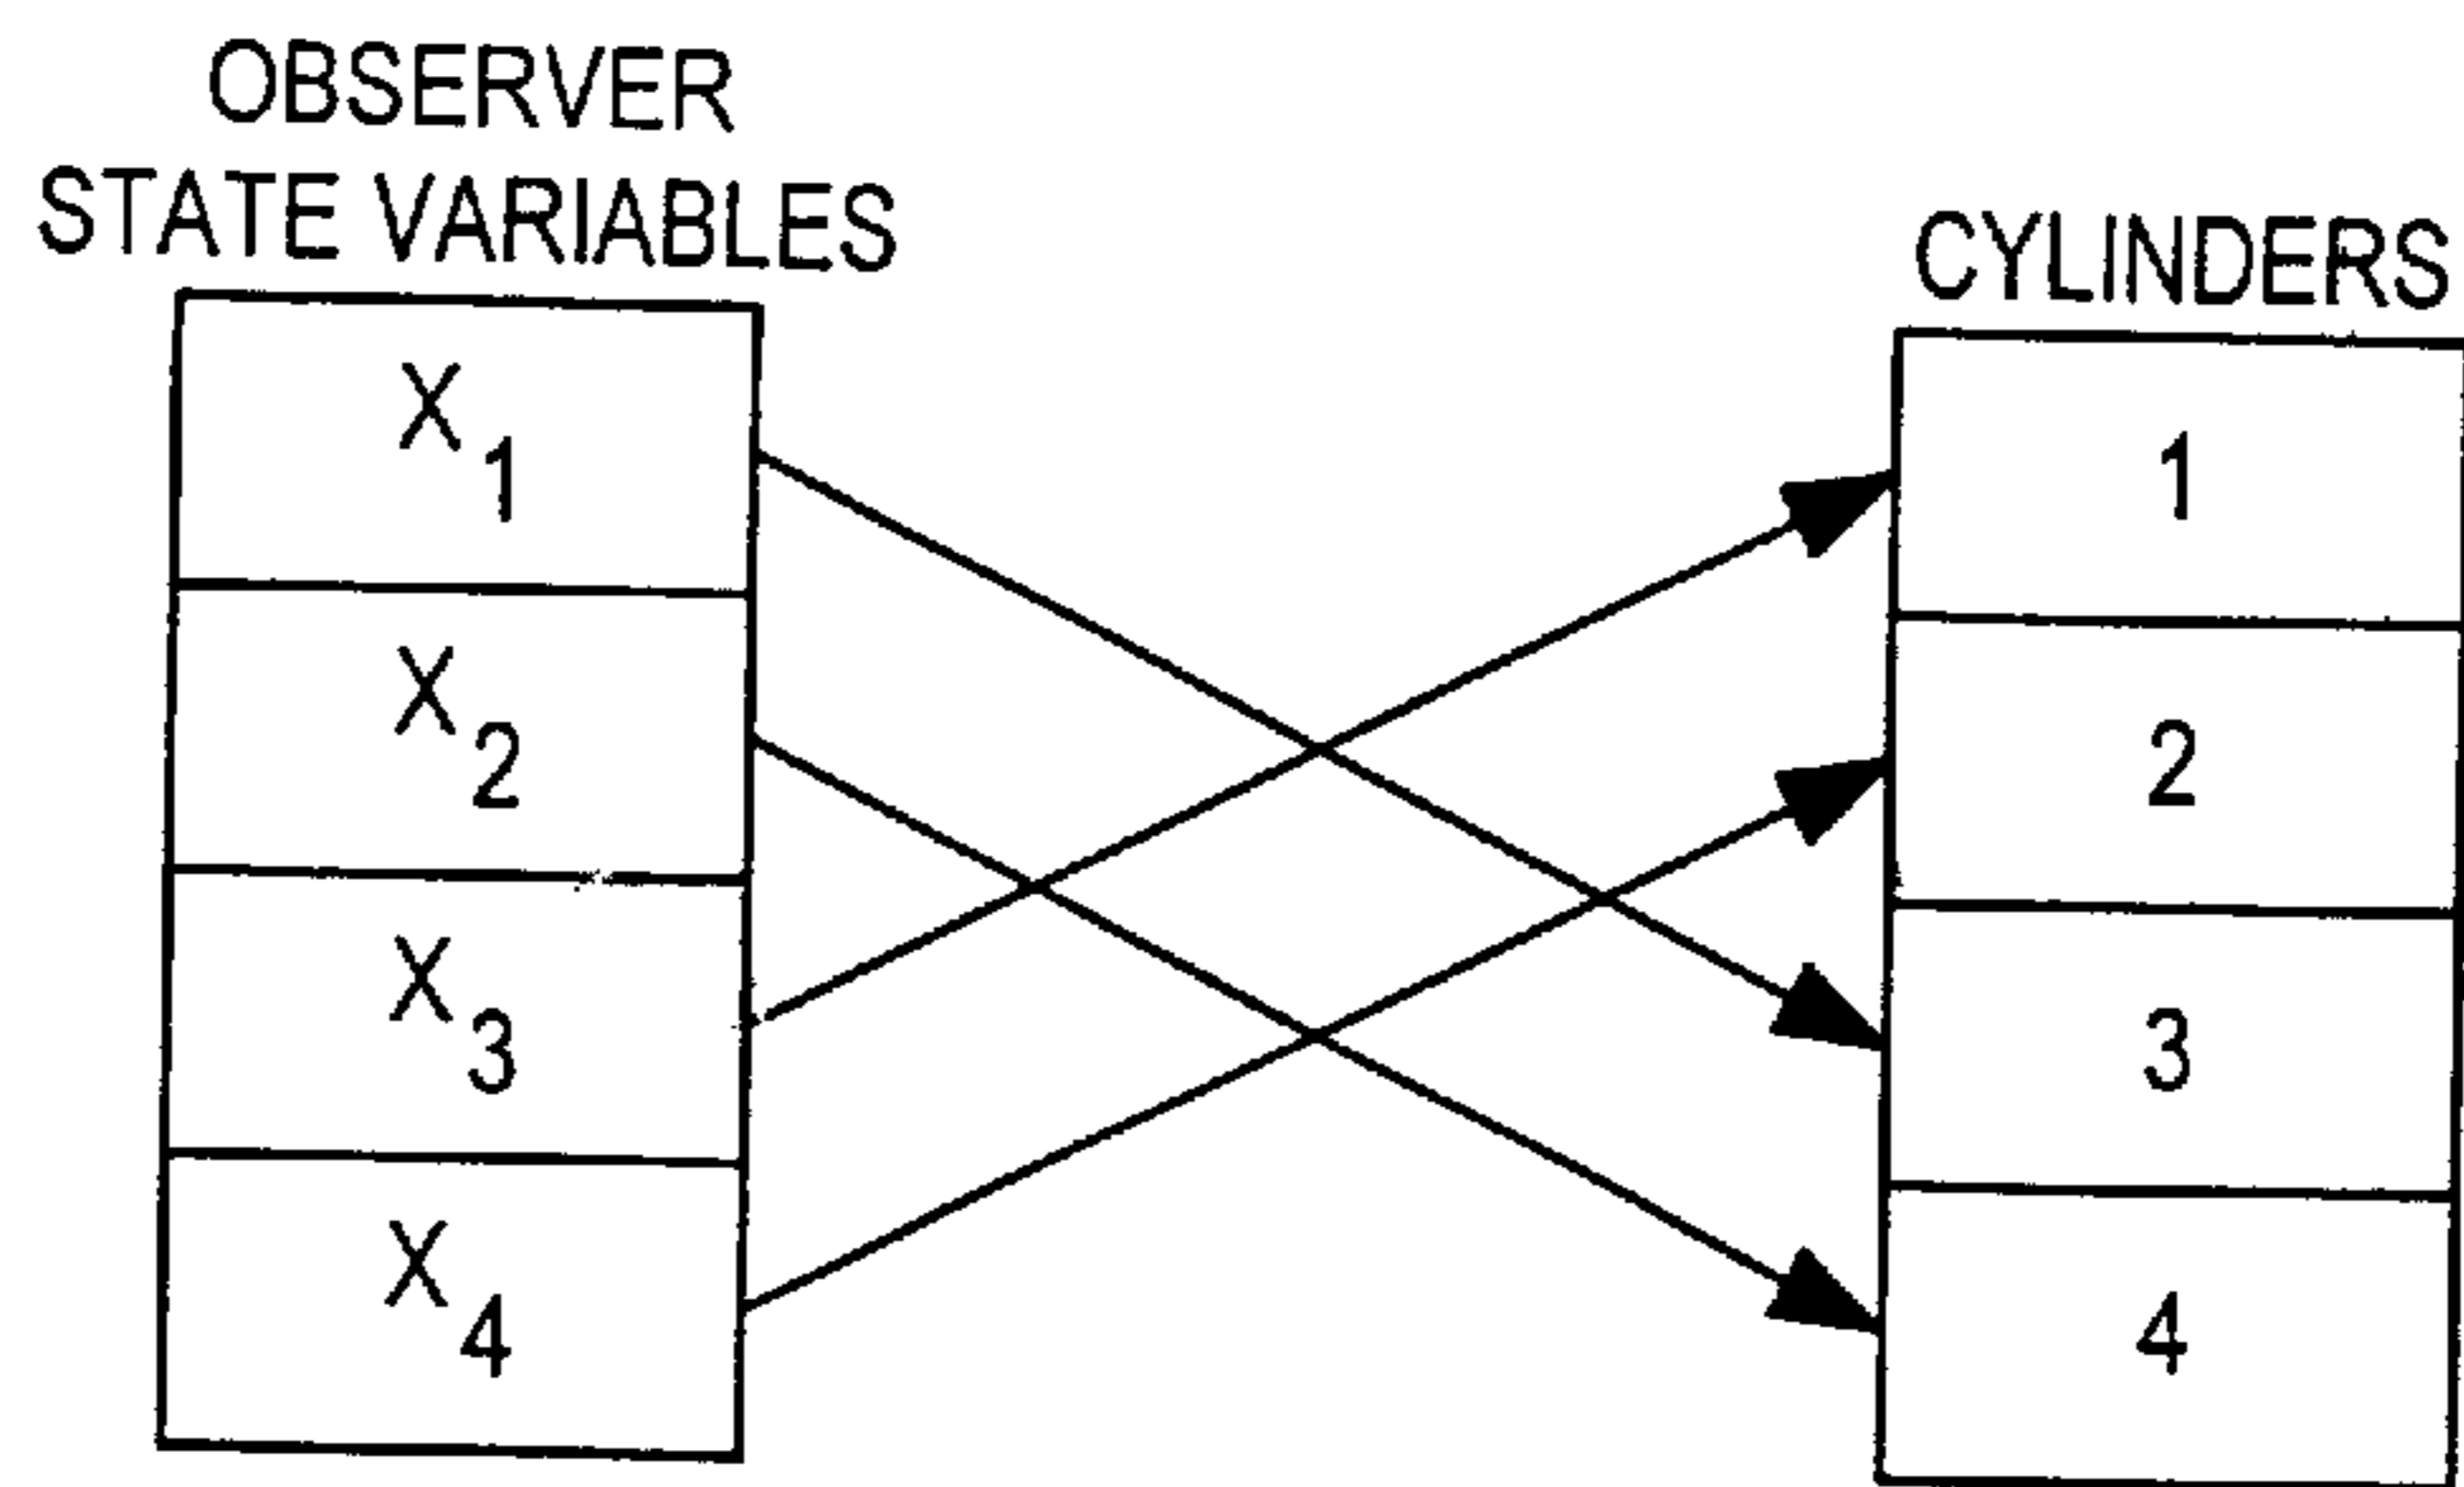 OBSERVER
STATE VARIABLES
X1
X2
X3
X4
CYLINDERS
1
2
3
4